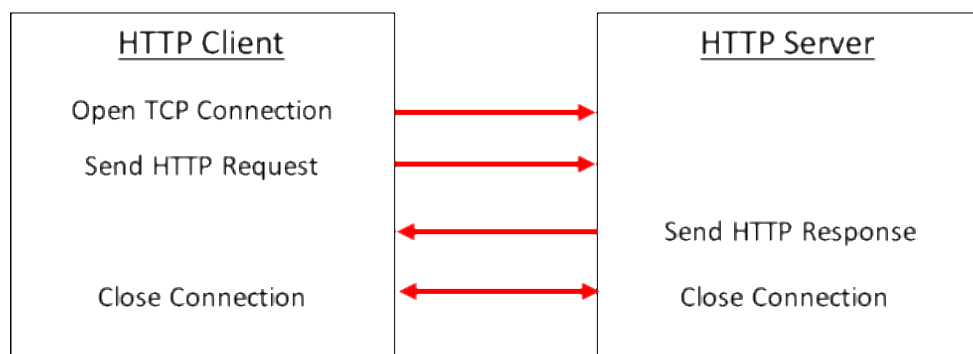 HTTP Client
HTTP Server
Open TCP Connection
Send HTTP Request
Send HTTP Response
Close Connection
Close Connection